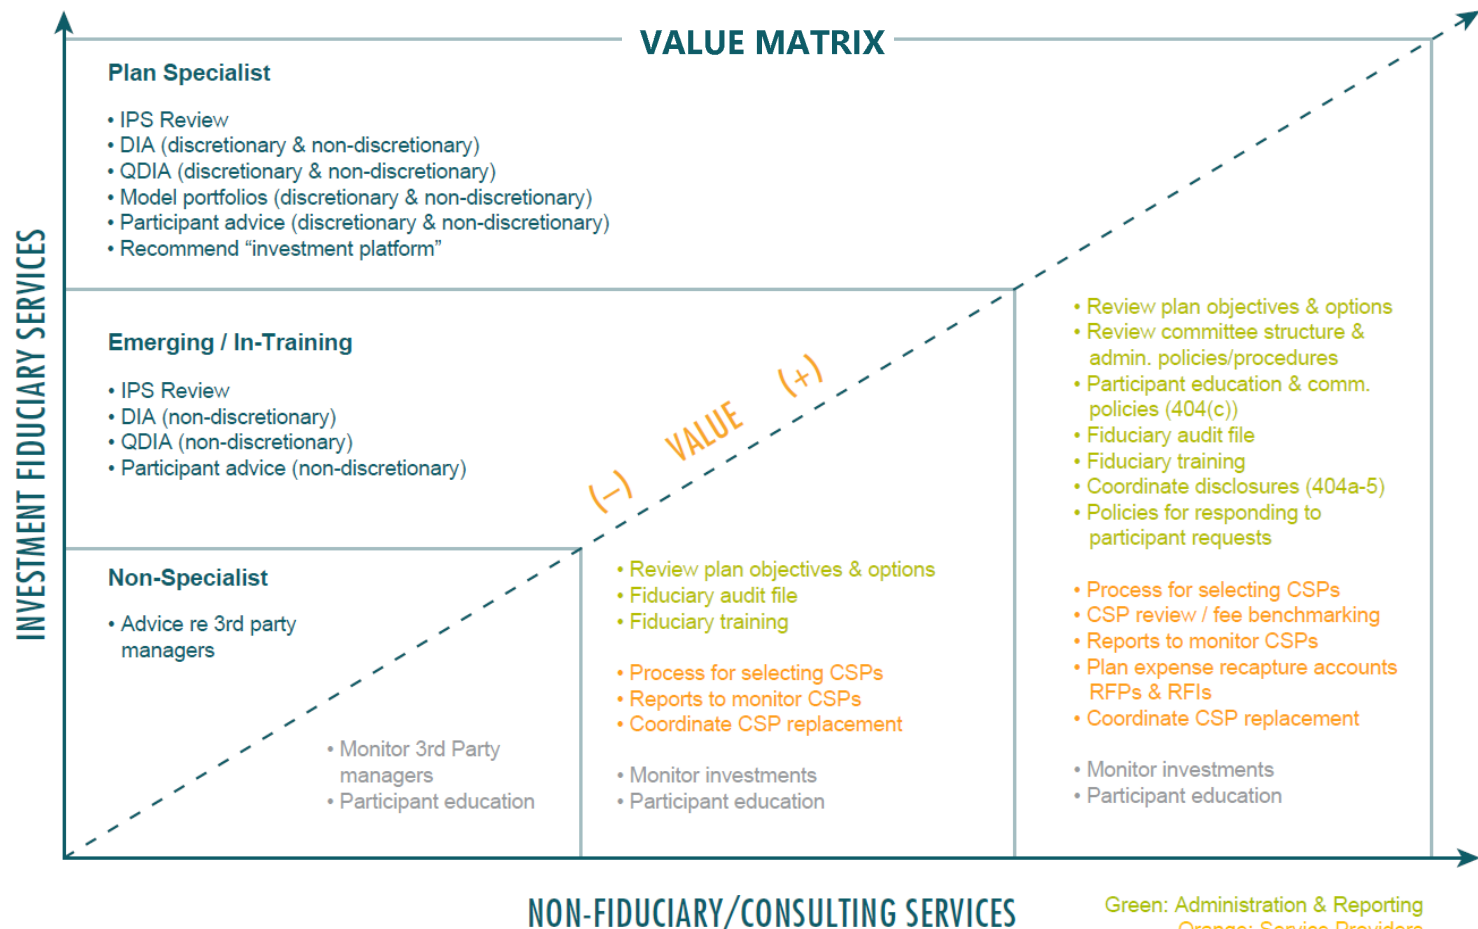 VALUE MATRIX
Plan Specialist
• IPS Review
• DIA (discretionary & non-discretionary)
• QDIA (discretionary & non-discretionary)
• Model portfolios (discretionary & non-discretionary)
• Participant advice (discretionary & non-discretionary)
• Recommend “investment platform”
INVESTMENT FIDUCIARY SERVICES
Emerging / In-Training
• IPS Review
• DIA (non-discretionary)
• QDIA (non-discretionary)
• Participant advice (non-discretionary)
(–) VALUE (+)
Non-Specialist
• Advice re 3rd party
managers
• Monitor 3rd Party
managers
• Participant education
• Review plan objectives & options
• Fiduciary audit file
• Fiduciary training
• Process for selecting CSPs
• Reports to monitor CSPs
• Coordinate CSP replacement
• Monitor investments
• Participant education
• Review plan objectives & options
• Review committee structure &
admin. policies/procedures
• Participant education & comm.
policies (404(c))
• Fiduciary audit file
• Fiduciary training
• Coordinate disclosures (404a-5)
• Policies for responding to
participant requests
• Process for selecting CSPs
• CSP review / fee benchmarking
• Reports to monitor CSPs
• Plan expense recapture accounts
RFPs & RFIs
• Coordinate CSP replacement
• Monitor investments
• Participant education
NON-FIDUCIARY/CONSULTING SERVICES
Green: Administration & Reporting
Orange: Service Providers